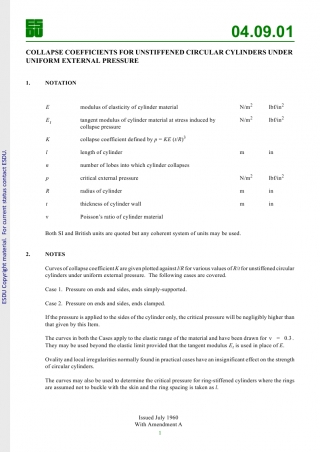 ESDU
04.09.01
COLLAPSE COEFFICIENTS FOR UNSTIFFENED CIRCULAR CYLINDERS UNDER
UNIFORM EXTERNAL PRESSURE
1. NOTATION
E modulus of elasticity of cylinder material N/m² lbf/in²
Et tangent modulus of cylinder material at stress induced by N/m² lbf/in²
collapse pressure
K collapse coefficient defined by p = KE (t/R)³
l length of cylinder m in
n number of lobes into which cylinder collapses
p critical external pressure N/m² lbf/in²
R radius of cylinder m in
t thickness of cylinder wall m in
ν Poisson's ratio of cylinder material
Both SI and British units are quoted but any coherent system of units may be used.
2. NOTES
Curves of collapse coefficient K are given plotted against l/R for various values of R/t for unstiffened circular
cylinders under uniform external pressure. The following cases are covered.
Case 1. Pressure on ends and sides, ends simply-supported.
Case 2. Pressure on ends and sides, ends clamped.
If the pressure is applied to the sides of the cylinder only, the critical pressure will be negligibly higher than
that given by this Item.
The curves in both the Cases apply to the elastic range of the material and have been drawn for ν = 0.3.
They may be used beyond the elastic limit provided that the tangent modulus Et is used in place of E.
Ovality and local irregularities normally found in practical cases have an insignificant effect on the strength
of circular cylinders.
The curves may also be used to determine the critical pressure for ring-stiffened cylinders where the rings
are assumed not to buckle with the skin and the ring spacing is taken as l.
Issued July 1960
With Amendment A
1
ESDU Copyright material. For current status contact ESDU.